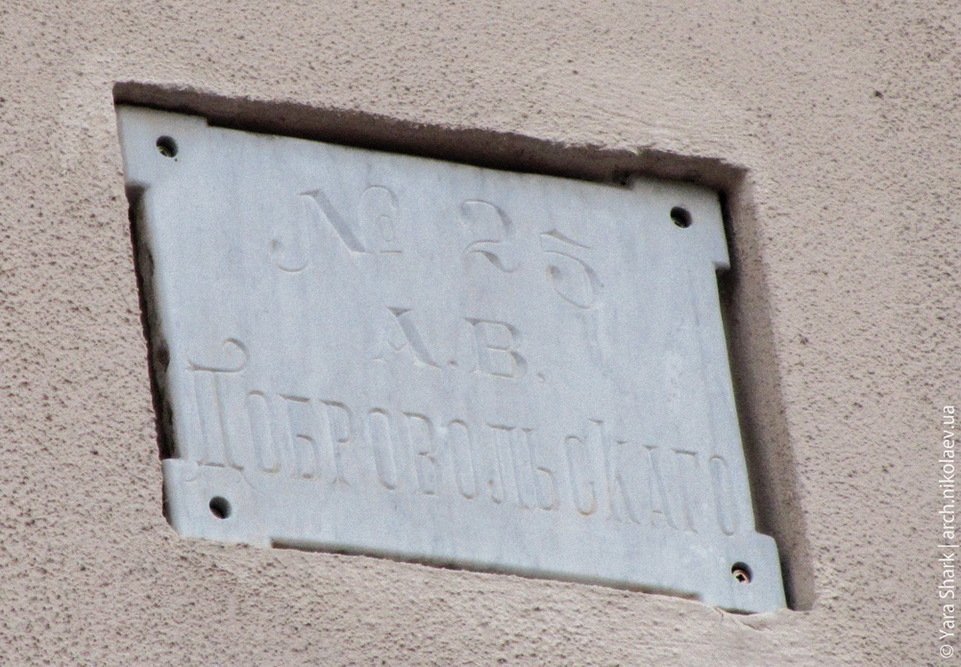 № 25
А.В.
Добровольскаго
© Yara Shark | arch.nikolaev.ua